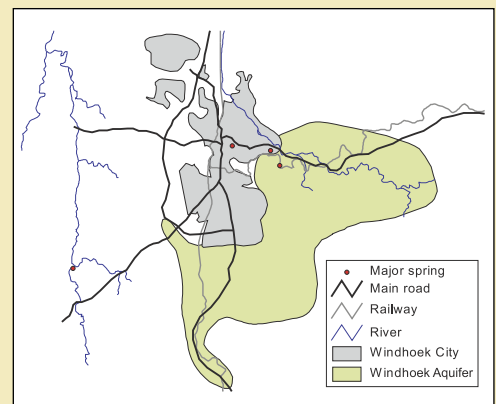 Major spring
Main road
Railway
River
Windhoek City
Windhoek Aquifer